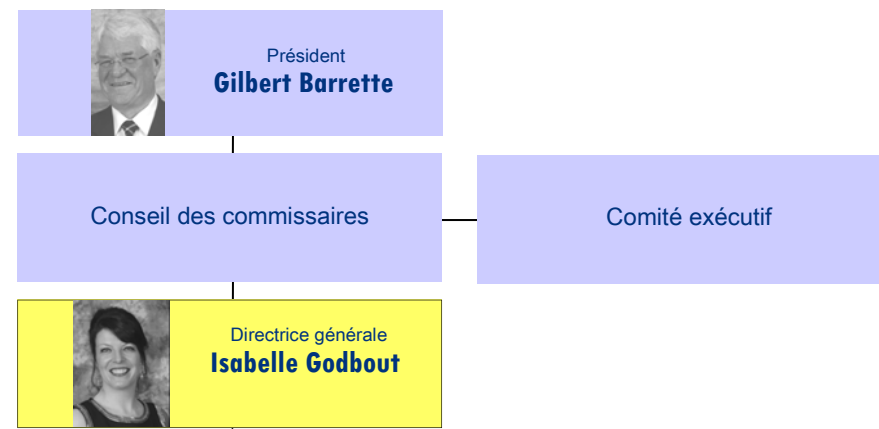 Président
Gilbert Barrette
Conseil des commissaires
Comité exécutif
Directrice générale
Isabelle Godbout